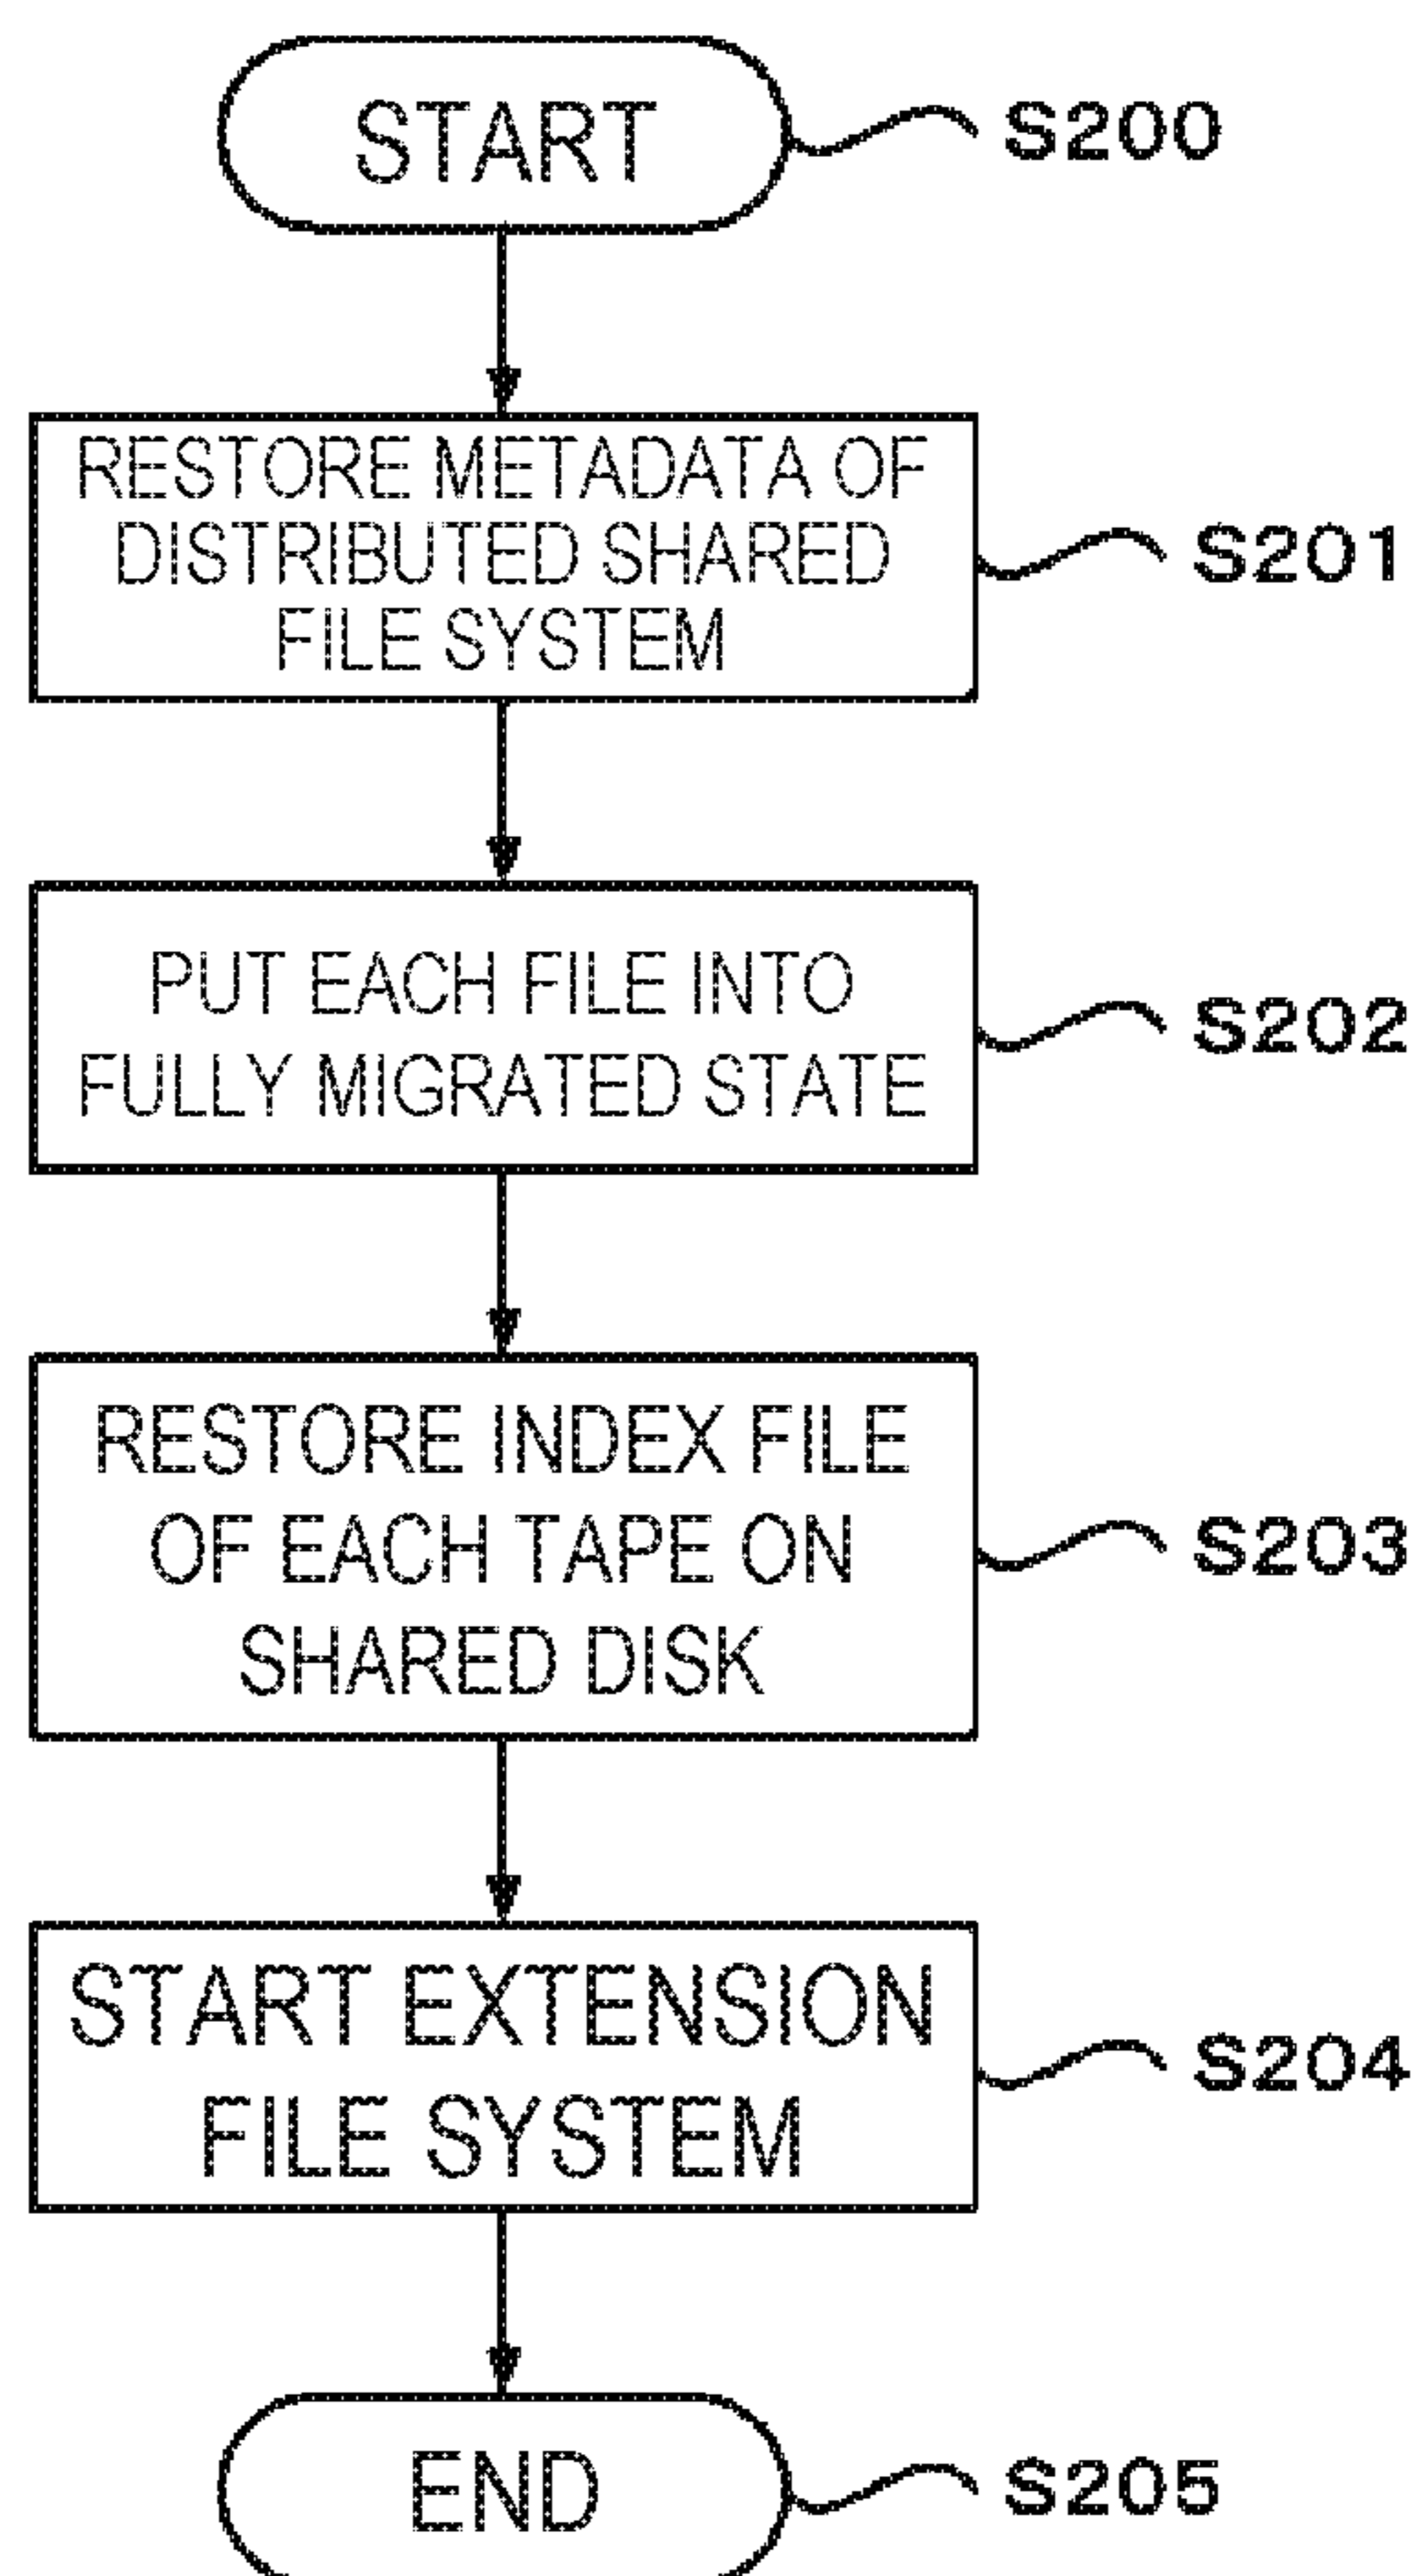 START
S200
RESTORE METADATA OF
DISTRIBUTED SHARED
FILE SYSTEM
S201
PUT EACH FILE INTO
FULLY MIGRATED STATE
S202
RESTORE INDEX FILE
OF EACH TAPE ON
SHARED DISK
S203
START EXTENSION
FILE SYSTEM
S204
END
S205